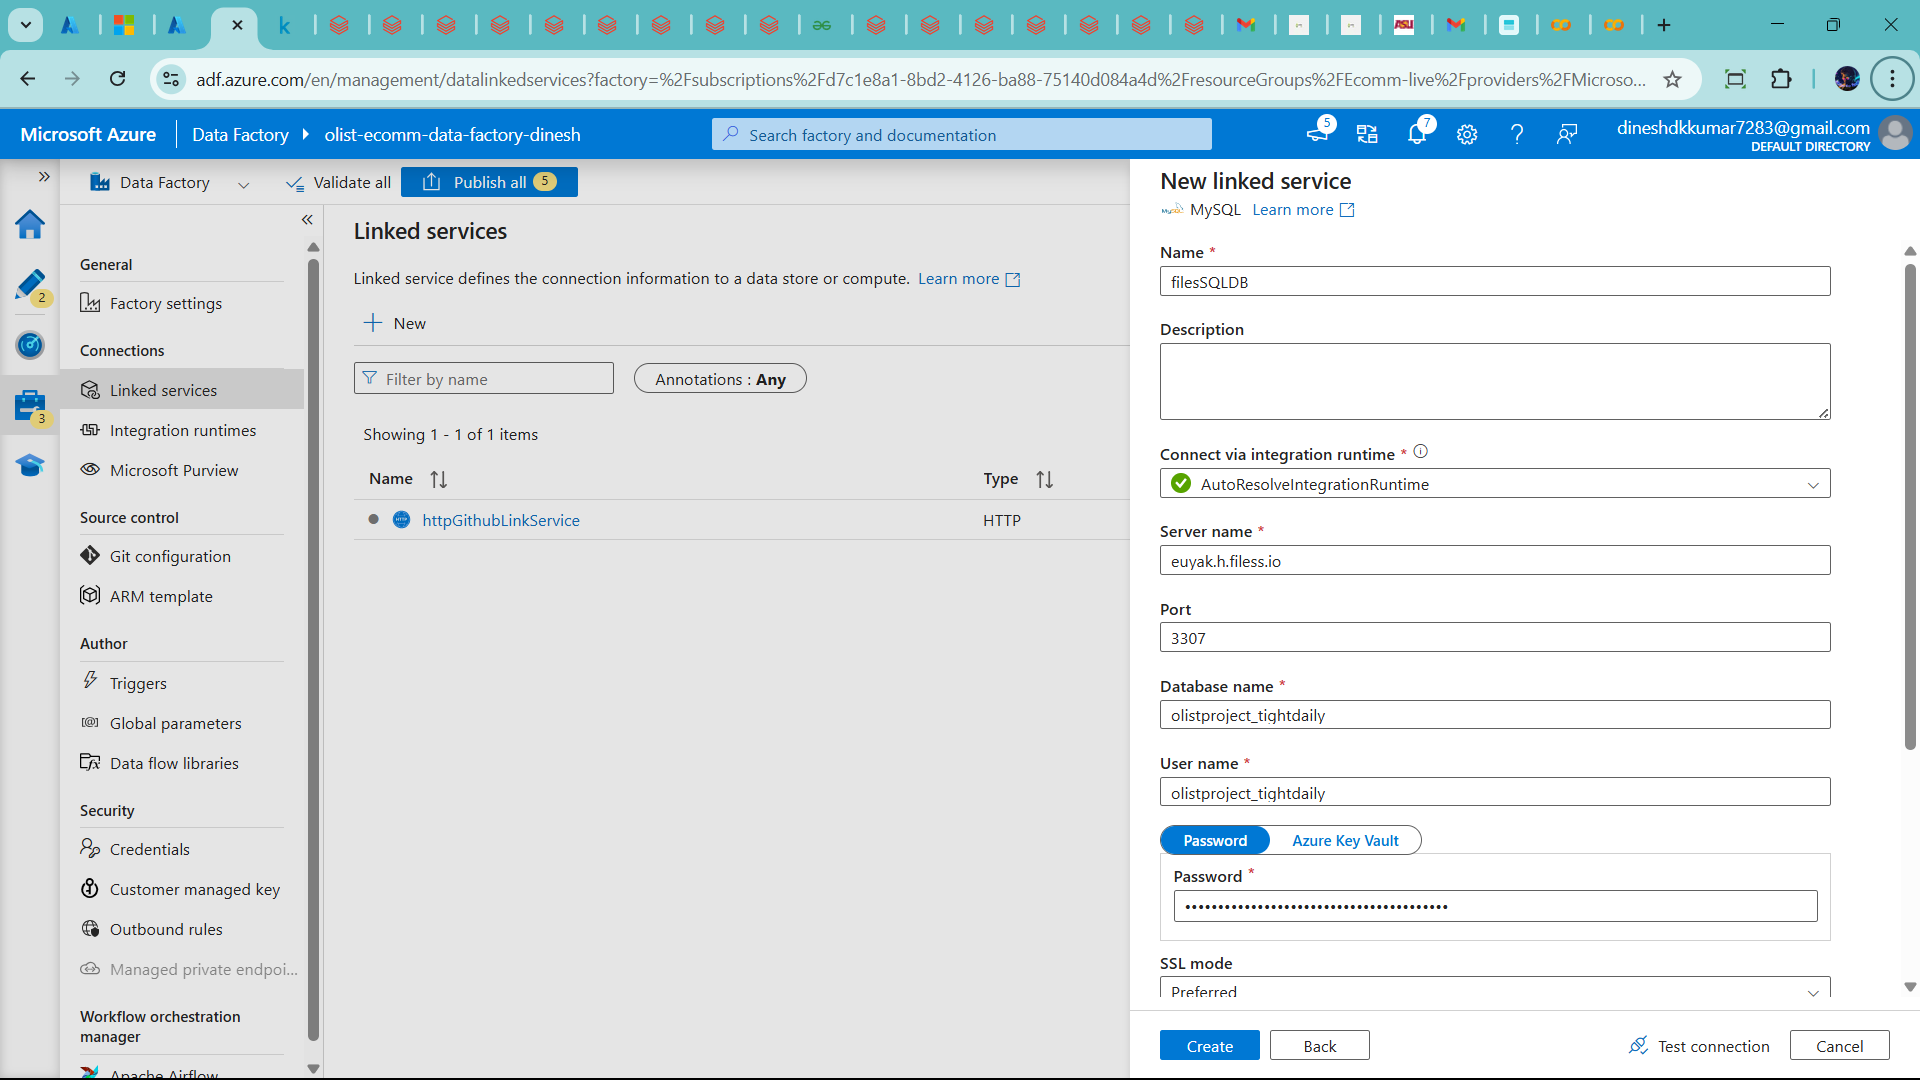 adf.azure.com/en/management/datalinkedservices?factory=%2Fsubscriptions%2Fd7c1e8a1-8bd2-4126-ba88-75140d084a4d%2FresourceGroups%2FEcomm-live%2Fproviders%2FMicroso...
Microsoft Azure
Data Factory
olist-ecomm-data-factory-dinesh
Search factory and documentation
5
7
dineshdkkumar7283@gmail.com
DEFAULT DIRECTORY
Data Factory
Validate all
Publish all 5
2
3
General
Factory settings
Connections
Linked services
Integration runtimes
Microsoft Purview
Source control
Git configuration
ARM template
Author
Triggers
Global parameters
Data flow libraries
Security
Credentials
Customer managed key
Outbound rules
Managed private endpoi...
Workflow orchestration
manager
Apache Airflow
Linked services
Linked service defines the connection information to a data store or compute. Learn more
New
Filter by name
Annotations : Any
Showing 1 - 1 of 1 items
Name
Type
HTTP
httpGithubLinkService
HTTP
New linked service
MySQL
MySQL
Learn more
Name *
filesSQLDB
Description
Connect via integration runtime *
AutoResolveIntegrationRuntime
Server name *
euyak.h.filess.io
Port
3307
Database name *
olistproject_tightdaily
User name *
olistproject_tightdaily
Password
Azure Key Vault
Password *
SSL mode
Preferred
Create
Back
Test connection
Cancel